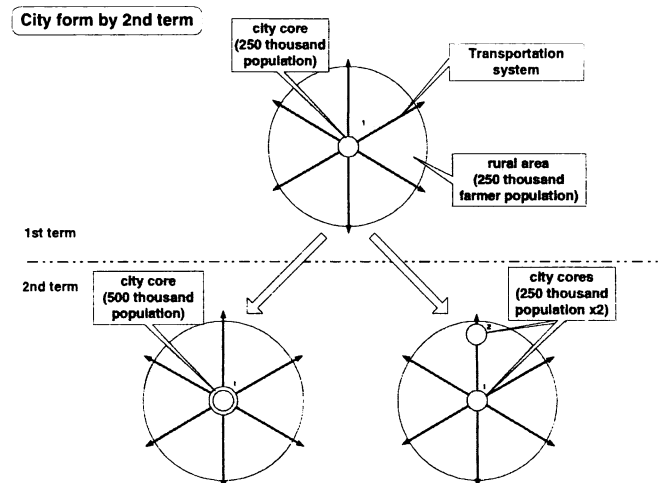 City form by 2nd term
city core
(250 thousand
population)
Transportation
system
1
rural area
(250 thousand
farmer population)
1st term
2nd term
city core
(500 thousand
population)
city cores
(250 thousand
population x2)
2
1
1